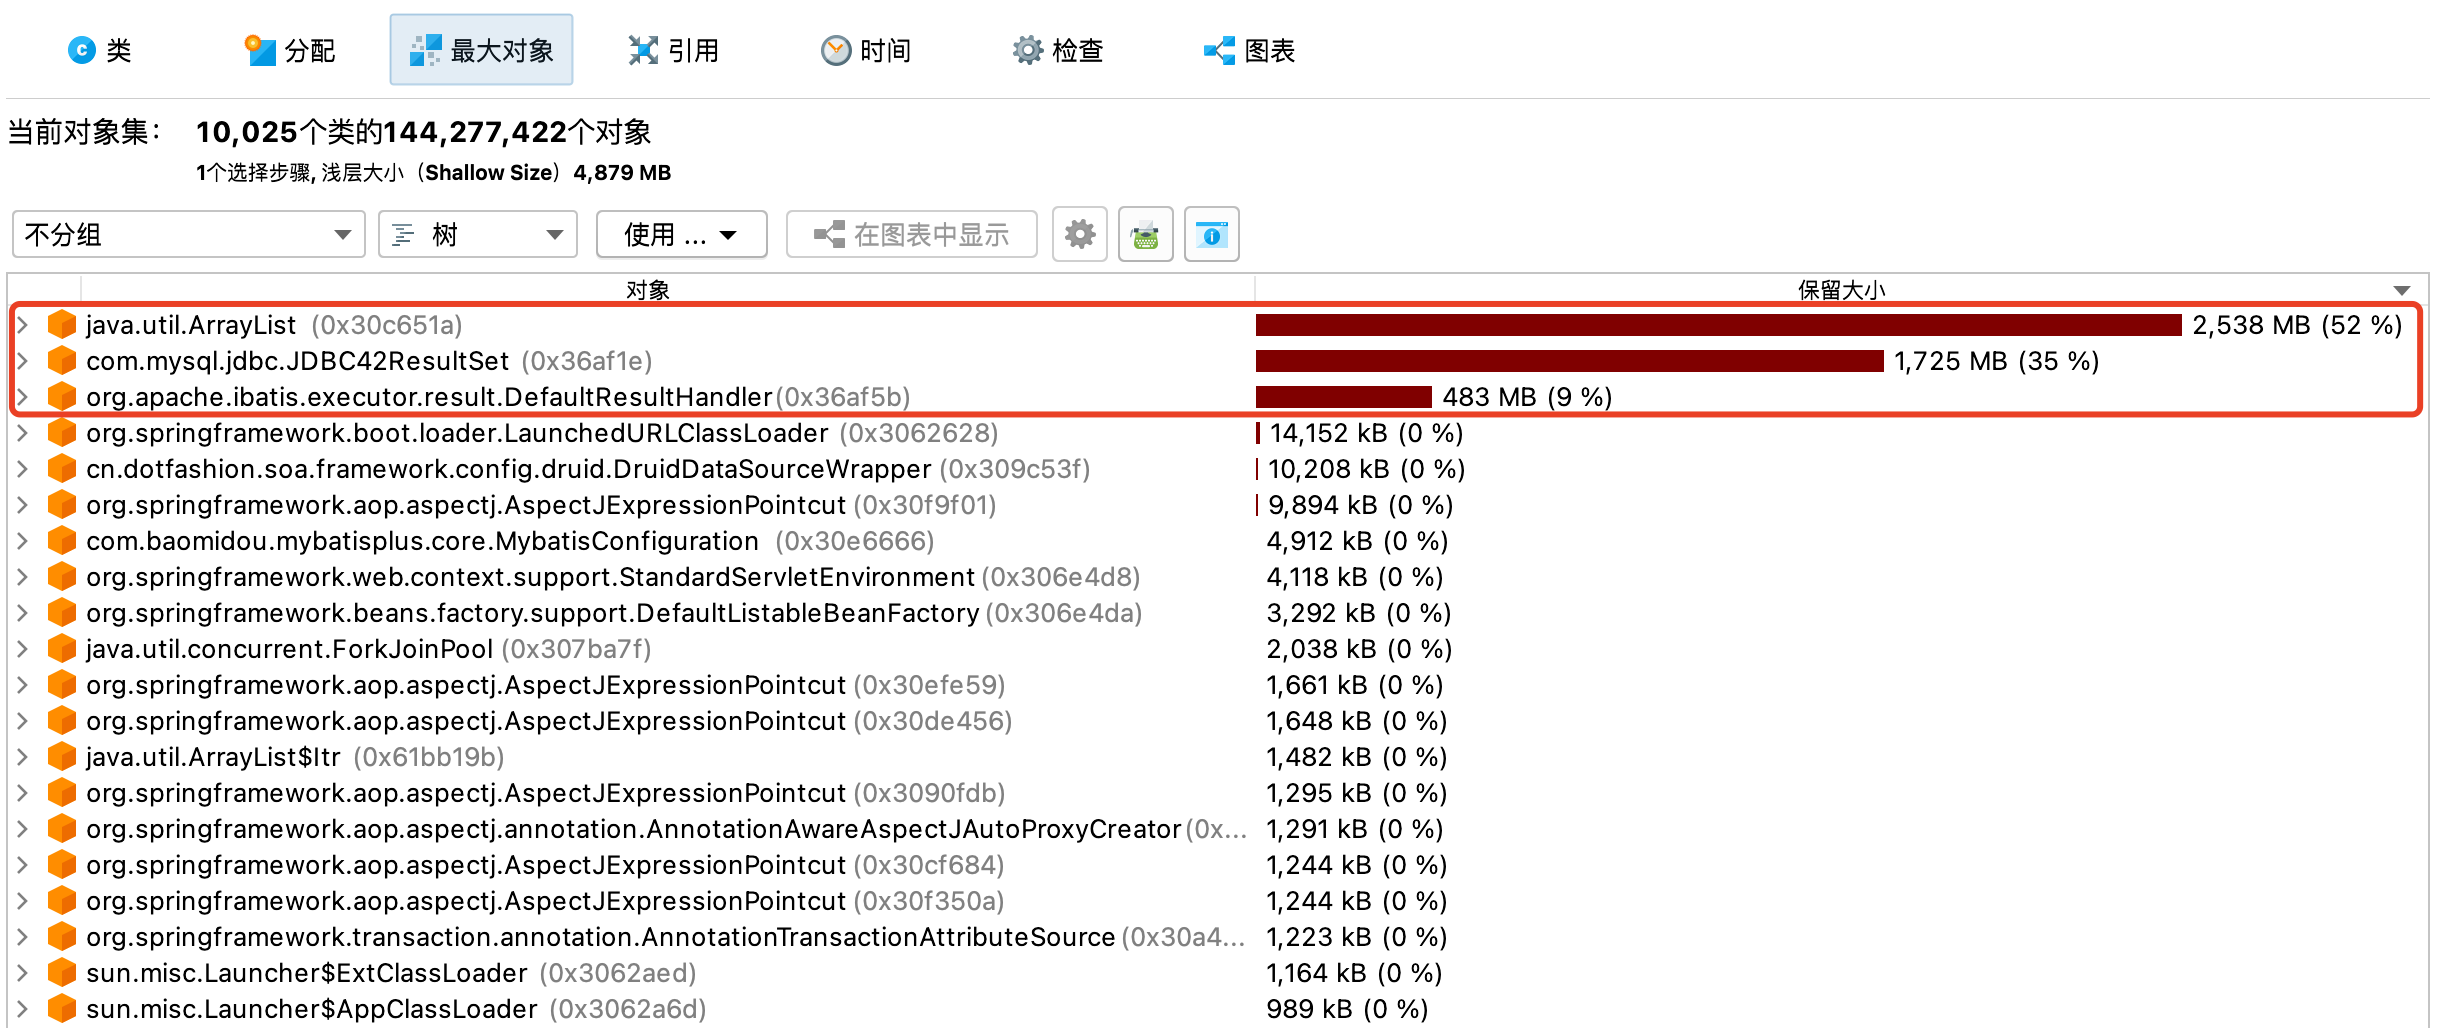 类 分配 最大对象 引用 时间 检查 图表
当前对象集： 10,025个类的144,277,422个对象
1个选择步骤, 浅层大小（Shallow Size）4,879 MB
不分组 树 使用 ... 在图表中显示
对象 保留大小
java.util.ArrayList (0x30c651a) 2,538 MB (52 %)
com.mysql.jdbc.JDBC42ResultSet (0x36af1e) 1,725 MB (35 %)
org.apache.ibatis.executor.result.DefaultResultHandler (0x36af5b) 483 MB (9 %)
org.springframework.boot.loader.LaunchedURLClassLoader (0x3062628) 14,152 kB (0 %)
cn.dotfashion.soa.framework.config.druid.DruidDataSourceWrapper (0x309c53f) 10,208 kB (0 %)
org.springframework.aop.aspectj.AspectJExpressionPointcut (0x30f9f01) 9,894 kB (0 %)
com.baomidou.mybatisplus.core.MybatisConfiguration (0x30e6666) 4,912 kB (0 %)
org.springframework.web.context.support.StandardServletEnvironment (0x306e4d8) 4,118 kB (0 %)
org.springframework.beans.factory.support.DefaultListableBeanFactory (0x306e4da) 3,292 kB (0 %)
java.util.concurrent.ForkJoinPool (0x307ba7f) 2,038 kB (0 %)
org.springframework.aop.aspectj.AspectJExpressionPointcut (0x30efe59) 1,661 kB (0 %)
org.springframework.aop.aspectj.AspectJExpressionPointcut (0x30de456) 1,648 kB (0 %)
java.util.ArrayList$Itr (0x61bb19b) 1,482 kB (0 %)
org.springframework.aop.aspectj.AspectJExpressionPointcut (0x3090fdb) 1,295 kB (0 %)
org.springframework.aop.aspectj.annotation.AnnotationAwareAspectJAutoProxyCreator (0x... 1,291 kB (0 %)
org.springframework.aop.aspectj.AspectJExpressionPointcut (0x30cf684) 1,244 kB (0 %)
org.springframework.aop.aspectj.AspectJExpressionPointcut (0x30f350a) 1,244 kB (0 %)
org.springframework.transaction.annotation.AnnotationTransactionAttributeSource (0x30a4... 1,223 kB (0 %)
sun.misc.Launcher$ExtClassLoader (0x3062aed) 1,164 kB (0 %)
sun.misc.Launcher$AppClassLoader (0x3062a6d) 989 kB (0 %)